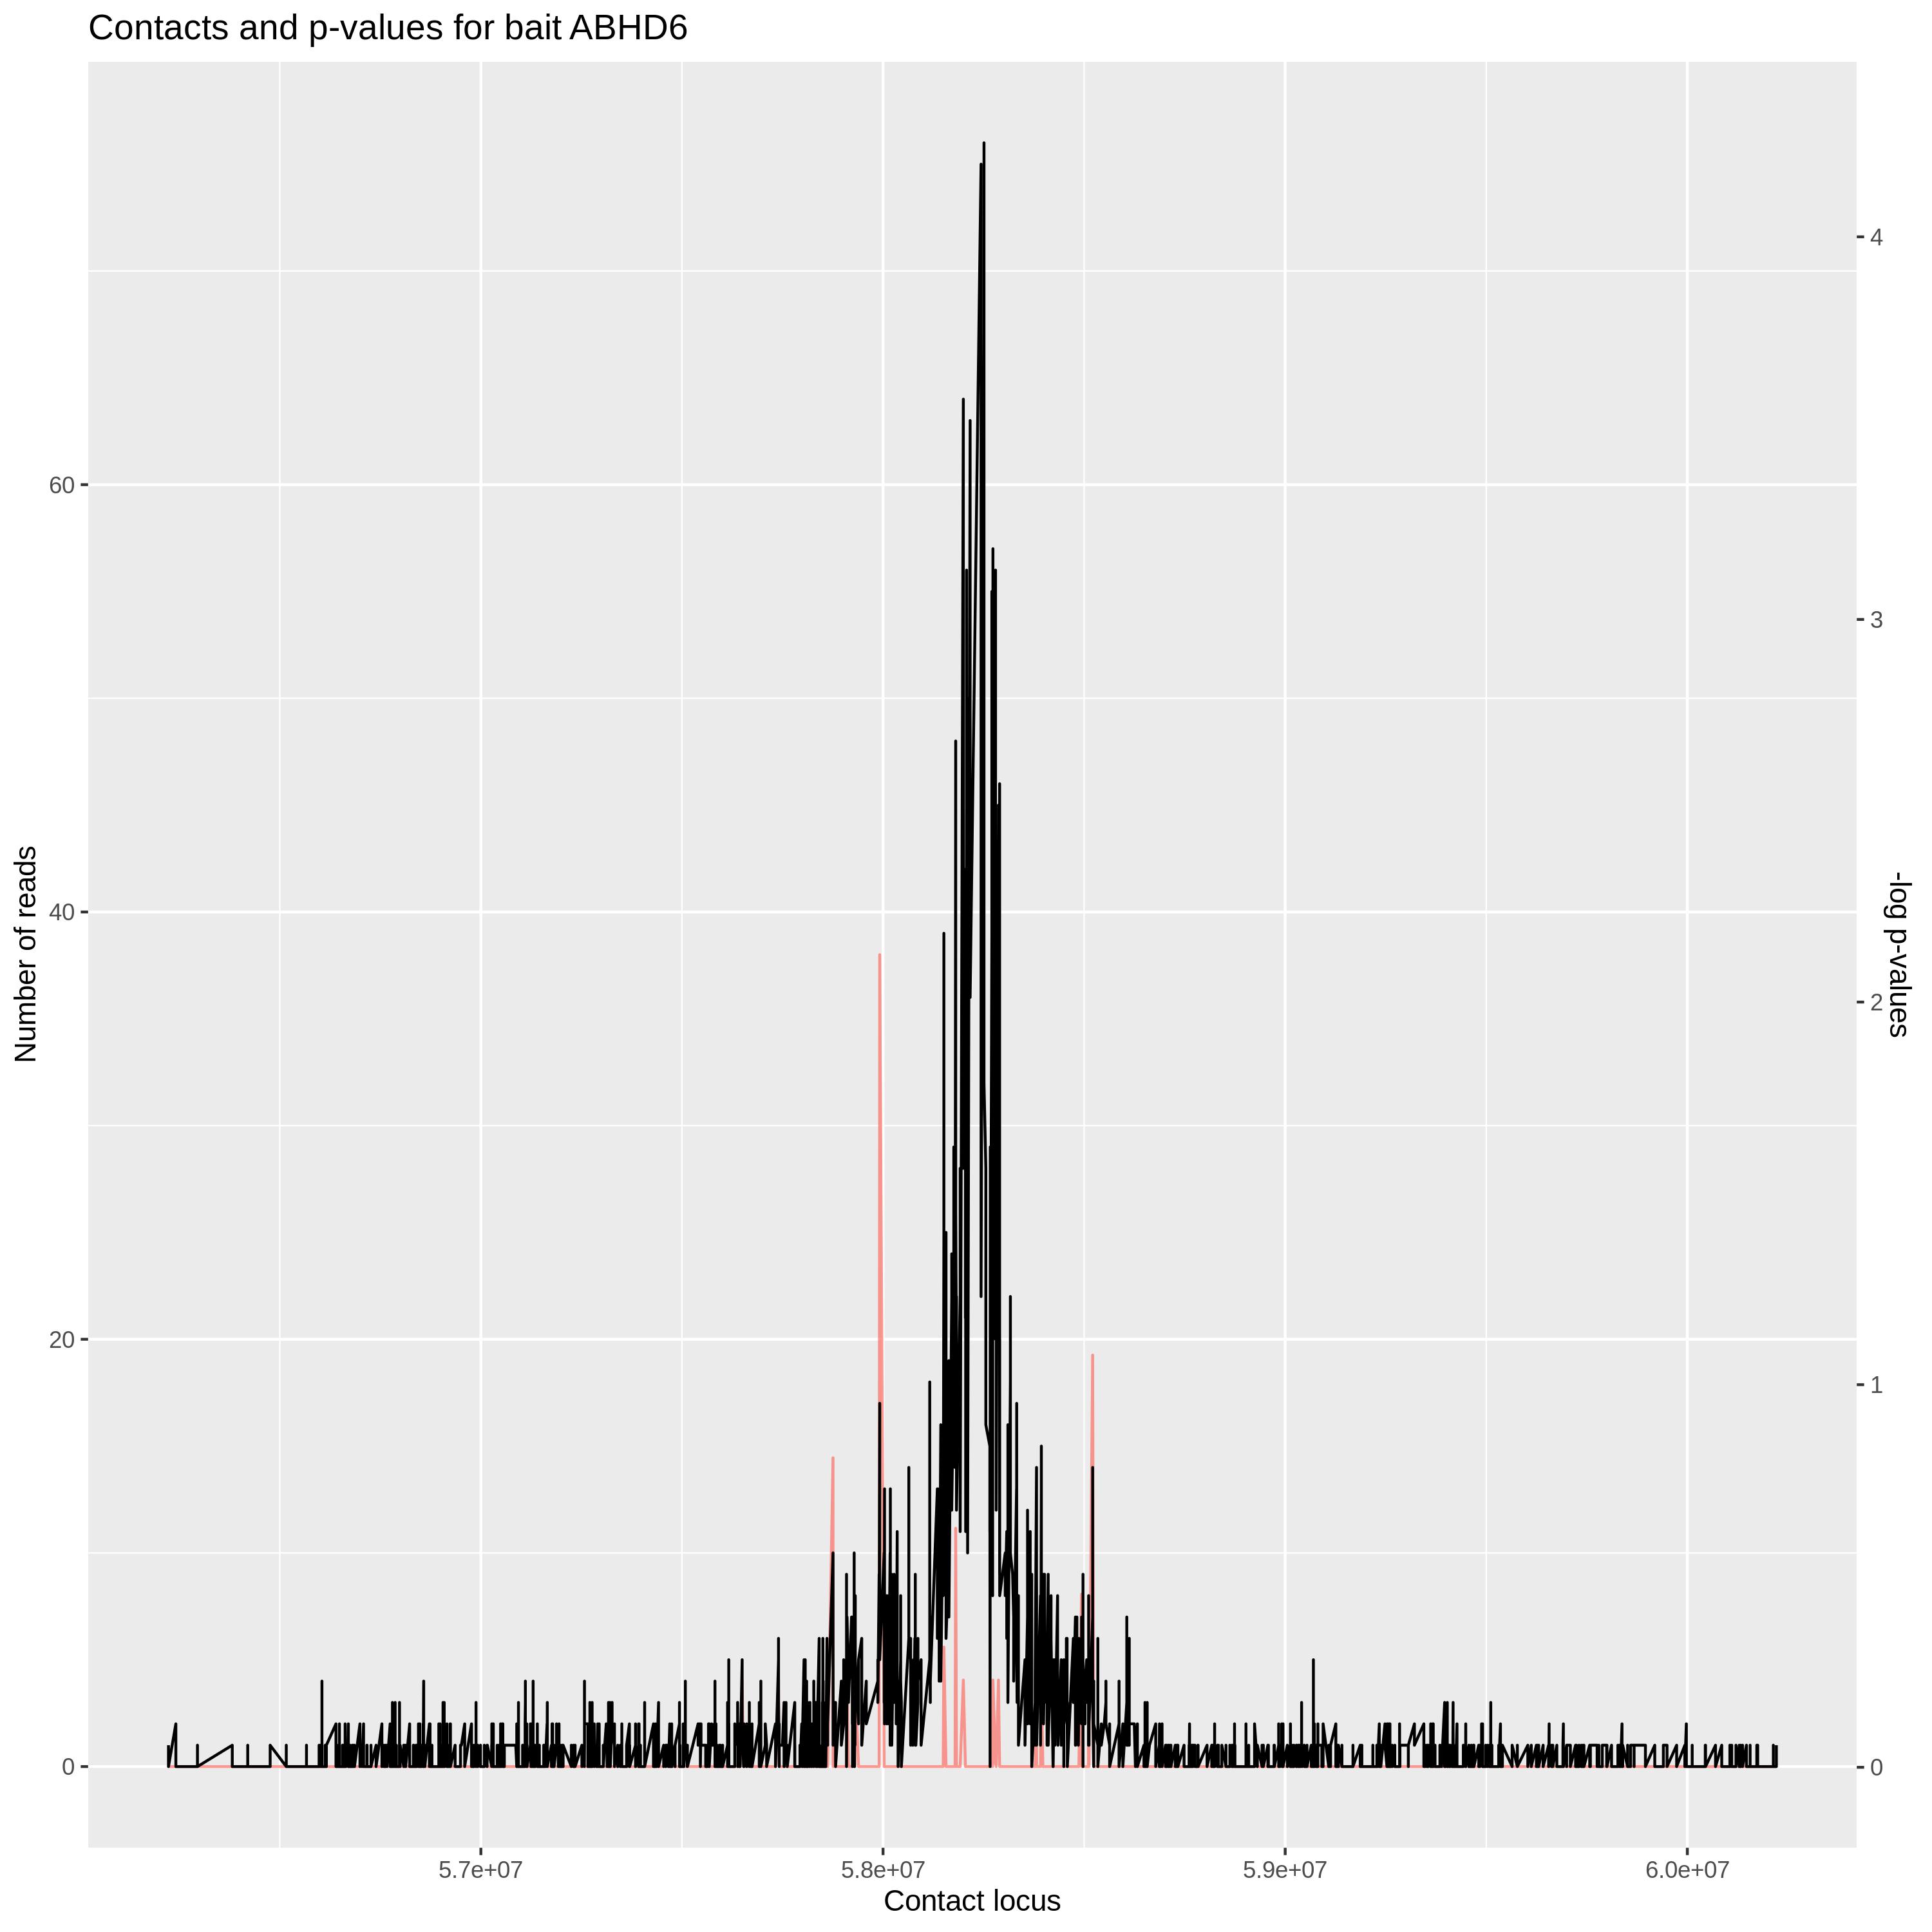 Contacts and p-values for bait ABHD6
Number of reads
60
40
20
0
4
3
2
1
0
-log p-values
5.7e+07
5.8e+07
5.9e+07
6.0e+07
Contact locus